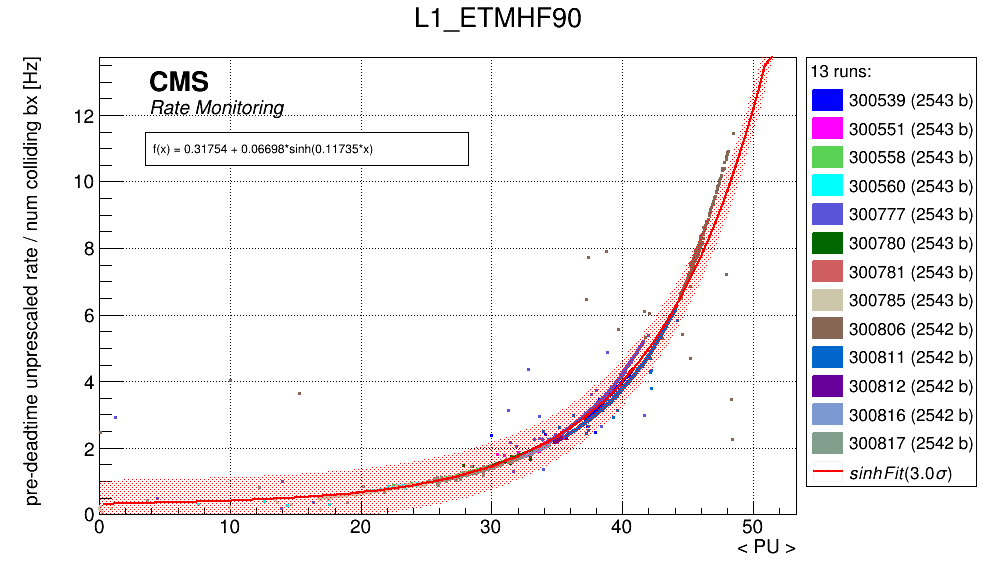 L1_ETMHF90
pre-deadtime unprescaled rate / num colliding bx [Hz]
CMS
Rate Monitoring
f(x) = 0.31754 + 0.06698*sinh(0.11735*x)
12
10
8
6
4
2
0
0 10 20 30 40 50
< PU >
13 runs:
300539 (2543 b)
300551 (2543 b)
300558 (2543 b)
300560 (2543 b)
300777 (2543 b)
300780 (2543 b)
300781 (2543 b)
300785 (2543 b)
300806 (2542 b)
300811 (2542 b)
300812 (2542 b)
300816 (2542 b)
300817 (2542 b)
sinhFit(3.0σ)